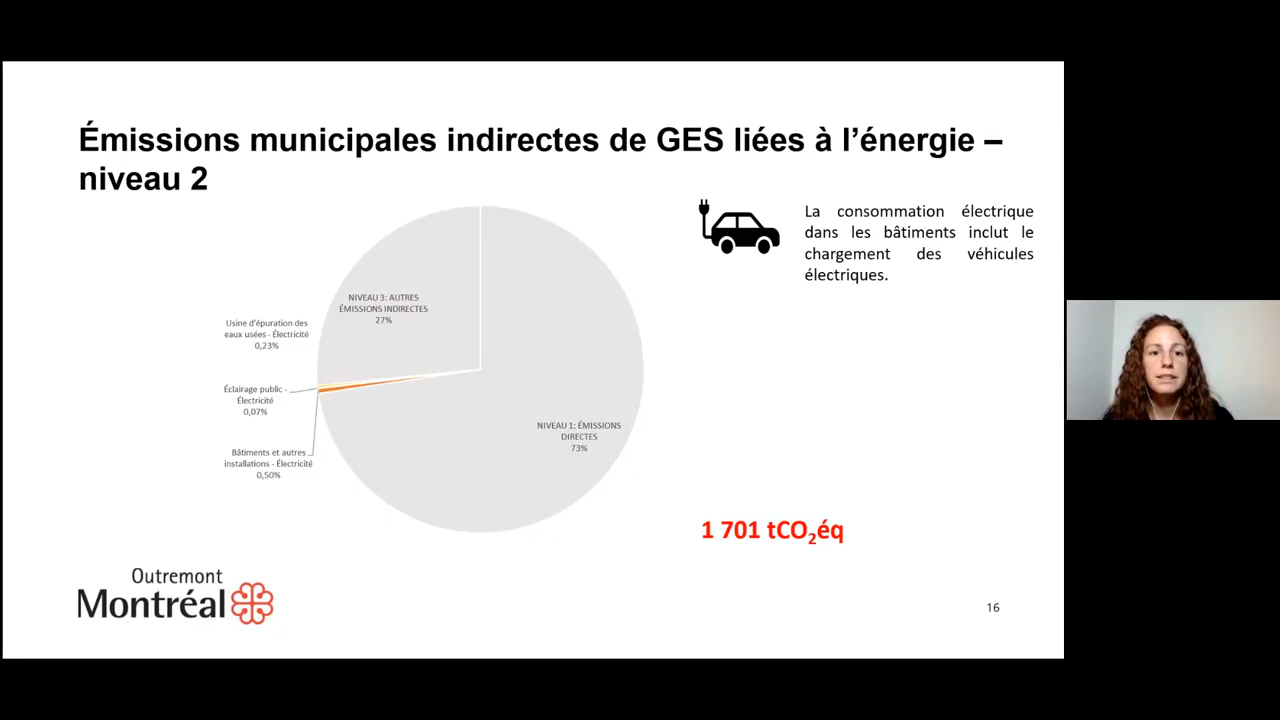 Émissions municipales indirectes de GES liées à l'énergie –
niveau 2
La consommation électrique
dans les bâtiments inclut le
chargement des véhicules
électriques.
NIVEAU 3: AUTRES
ÉMISSIONS INDIRECTES
27%
Usine d'épuration des
eaux usées - Électricité
0,23%
Éclairage public -
Électricité
0,07%
Bâtiments et autres
installations - Électricité
0,50%
NIVEAU 1: ÉMISSIONS
DIRECTES
73%
1 701 tCO₂éq
Outremont
Montréal
16